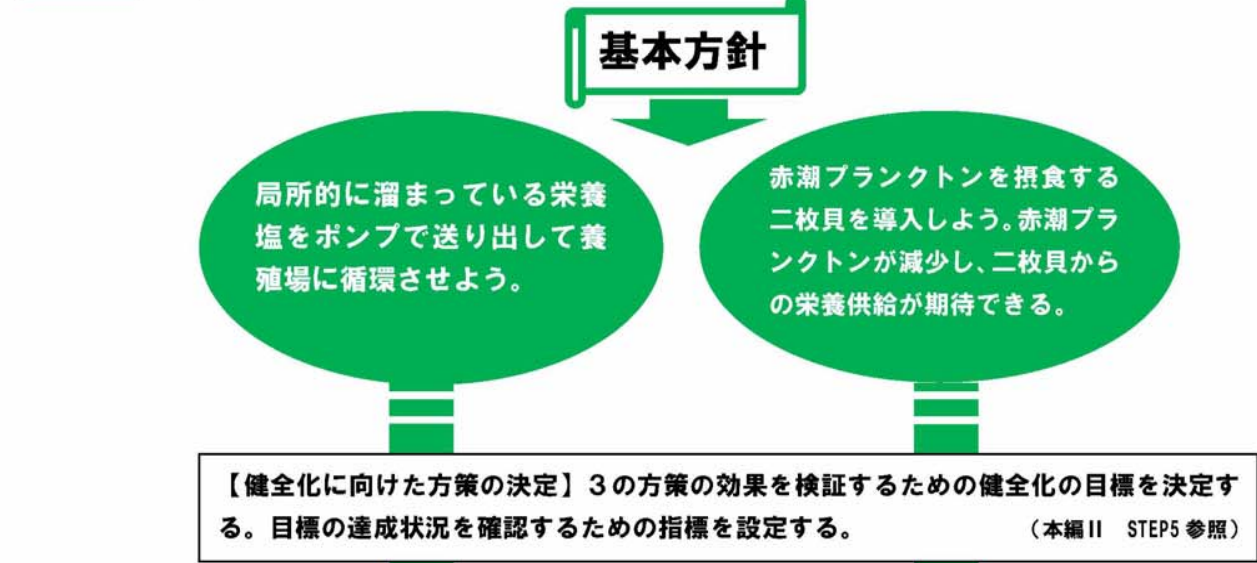 基本方針
局所的に溜まっている栄養
塩をポンプで送り出して養
殖場に循環させよう。
赤潮プランクトンを摂食する
二枚貝を導入しよう。赤潮プラ
ンクトンが減少し、二枚貝から
の栄養供給が期待できる。
【健全化に向けた方策の決定】3の方策の効果を検証するための健全化の目標を決定す
る。目標の達成状況を確認するための指標を設定する。 （本編Ⅱ STEP5 参照）